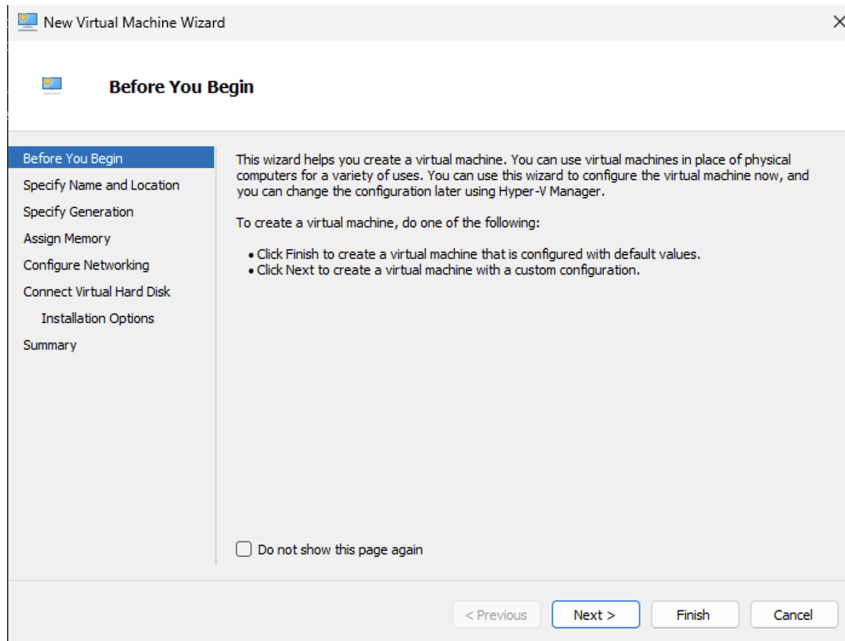 New Virtual Machine Wizard
Before You Begin
Before You Begin
Specify Name and Location
Specify Generation
Assign Memory
Configure Networking
Connect Virtual Hard Disk
Installation Options
Summary
This wizard helps you create a virtual machine. You can use virtual machines in place of physical
computers for a variety of uses. You can use this wizard to configure the virtual machine now, and
you can change the configuration later using Hyper-V Manager.
To create a virtual machine, do one of the following:
• Click Finish to create a virtual machine that is configured with default values.
• Click Next to create a virtual machine with a custom configuration.
Do not show this page again
< Previous
Next >
Finish
Cancel